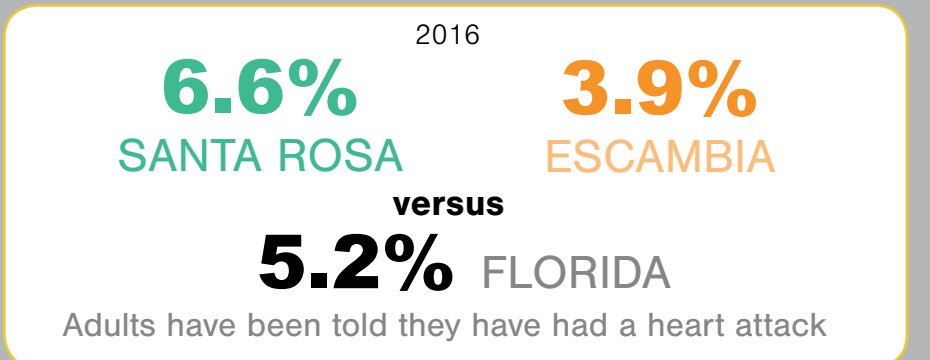 2016
6.6% 3.9%
SANTA ROSA ESCAMBIA
versus
5.2% FLORIDA
Adults have been told they have had a heart attack